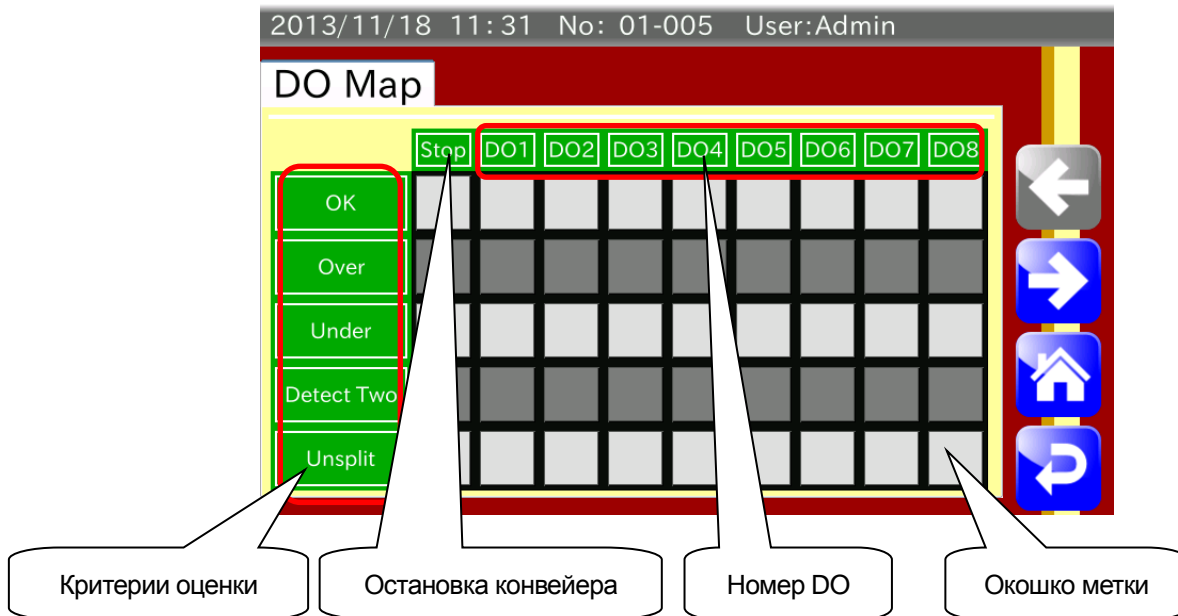 2013/11/18 11:31 No: 01-005 User:Admin
DO Map
Stop DO1 DO2 DO3 DO4 DO5 DO6 DO7 DO8
OK
Over
Under
Detect Two
Unsplit
Критерии оценки Остановка конвейера Номер DO Окошко метки